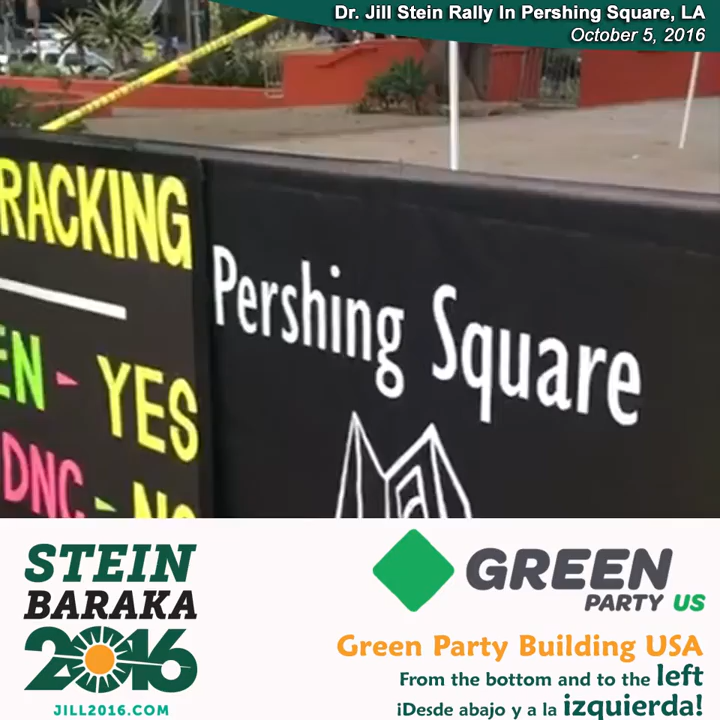 Dr. Jill Stein Rally In Pershing Square, LA
October 5, 2016
RACKING
EN - YES
DNC - NO
Pershing Square
STEIN
BARAKA
2016
JILL2016.COM
GREEN
PARTY US
Green Party Building USA
From the bottom and to the left
¡Desde abajo y a la izquierda!